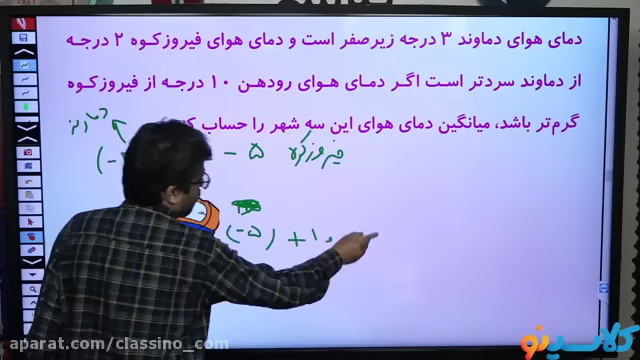 دمای هوای دماوند ۳ درجه زیرصفر است و دمای هوای فیروزکوه ۲ درجه
از دماوند سردتر است اگر دمای هوای رودهن ۱۰ درجه از فیروزکوه
گرم‌تر باشد، میانگین دمای هوای این سه شهر را حساب
فیروزکوه -۵
(-۵) +۱۰
aparat.com/classino_com
کلاسینو